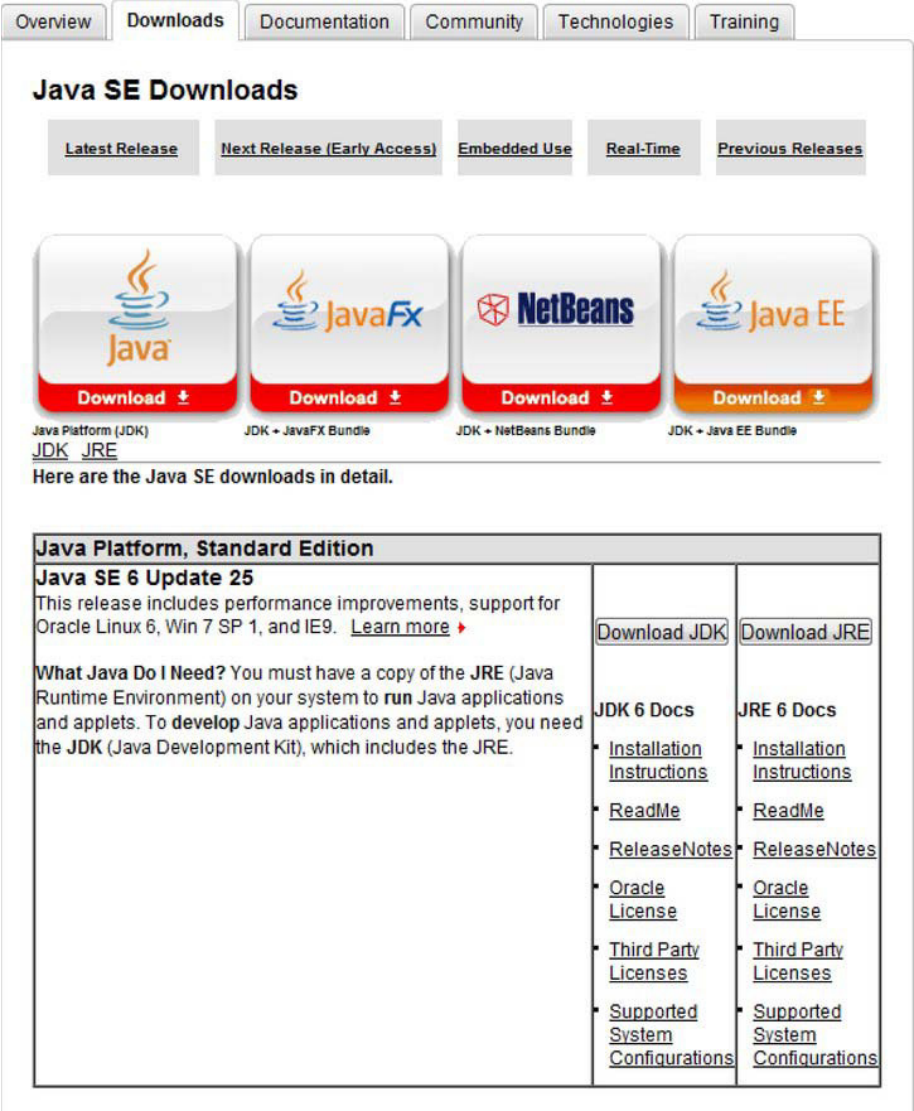 Overview Downloads Documentation Community Technologies Training
Java SE Downloads
Latest Release Next Release (Early Access) Embedded Use Real-Time Previous Releases
Java JavaFx NetBeans Java EE
Download Download Download Download
Java Platform (JDK) JDK + JavaFX Bundle JDK + NetBeans Bundle JDK + Java EE Bundle
JDK JRE
Here are the Java SE downloads in detail.
Java Platform, Standard Edition
Java SE 6 Update 25
This release includes performance improvements, support for
Oracle Linux 6, Win 7 SP 1, and IE9. Learn more
What Java Do I Need? You must have a copy of the JRE (Java
Runtime Environment) on your system to run Java applications
and applets. To develop Java applications and applets, you need
the JDK (Java Development Kit), which includes the JRE.
Download JDK
JDK 6 Docs
Installation
Instructions
ReadMe
ReleaseNotes
Oracle
License
Third Party
Licenses
Supported
System
Configurations
Download JRE
JRE 6 Docs
Installation
Instructions
ReadMe
ReleaseNotes
Oracle
License
Third Party
Licenses
Supported
System
Configurations